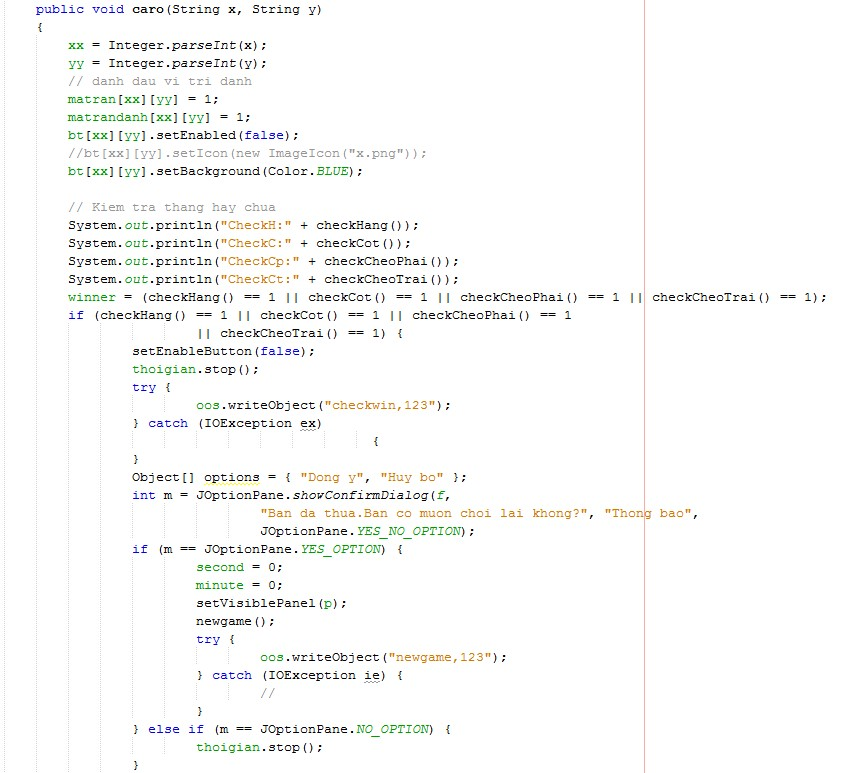 public void caro(String x, String y)
{
    xx = Integer.parseInt(x);
    yy = Integer.parseInt(y);
    // danh dau vi tri danh
    matran[xx][yy] = 1;
    matrandanh[xx][yy] = 1;
    bt[xx][yy].setEnabled(false);
    //bt[xx][yy].setIcon(new ImageIcon("x.png"));
    bt[xx][yy].setBackground(Color.BLUE);

    // Kiem tra thang hay chua
    System.out.println("CheckH:" + checkHang());
    System.out.println("CheckC:" + checkCot());
    System.out.println("CheckCp:" + checkCheoPhai());
    System.out.println("CheckCt:" + checkCheoTrai());
    winner = (checkHang() == 1 || checkCot() == 1 || checkCheoPhai() == 1 || checkCheoTrai() == 1);
    if (checkHang() == 1 || checkCot() == 1 || checkCheoPhai() == 1
                    || checkCheoTrai() == 1) {
            setEnableButton(false);
            thoigian.stop();
            try {
                    oos.writeObject("checkwin,123");
            } catch (IOException ex)
                                          {
            }
            Object[] options = { "Dong y", "Huy bo" };
            int m = JOptionPane.showConfirmDialog(f,
                            "Ban da thua.Ban co muon choi lai khong?", "Thong bao",
                            JOptionPane.YES_NO_OPTION);
            if (m == JOptionPane.YES_OPTION) {
                    second = 0;
                    minute = 0;
                    setVisiblePanel(p);
                    newgame();
                    try {
                            oos.writeObject("newgame,123");
                    } catch (IOException ie) {
                            //
                    }
            } else if (m == JOptionPane.NO_OPTION) {
                    thoigian.stop();
            }